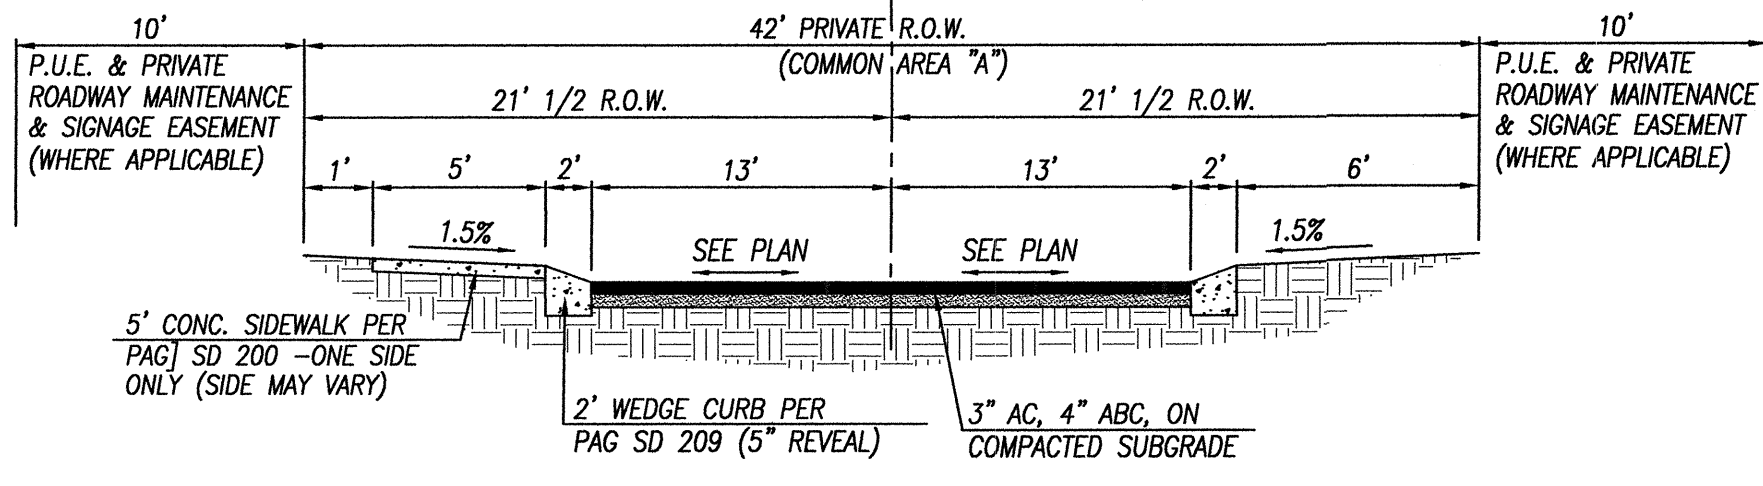 10'
42' PRIVATE R.O.W.
10'
P.U.E. & PRIVATE
ROADWAY MAINTENANCE
& SIGNAGE EASEMENT
(WHERE APPLICABLE)
(COMMON AREA "A")
P.U.E. & PRIVATE
ROADWAY MAINTENANCE
& SIGNAGE EASEMENT
(WHERE APPLICABLE)
21' 1/2 R.O.W.
21' 1/2 R.O.W.
1'
5'
2'
13'
13'
2'
6'
1.5%
SEE PLAN
SEE PLAN
1.5%
5' CONC. SIDEWALK PER
PAG] SD 200 -ONE SIDE
ONLY (SIDE MAY VARY)
2' WEDGE CURB PER
PAG SD 209 (5" REVEAL)
3" AC, 4" ABC, ON
COMPACTED SUBGRADE